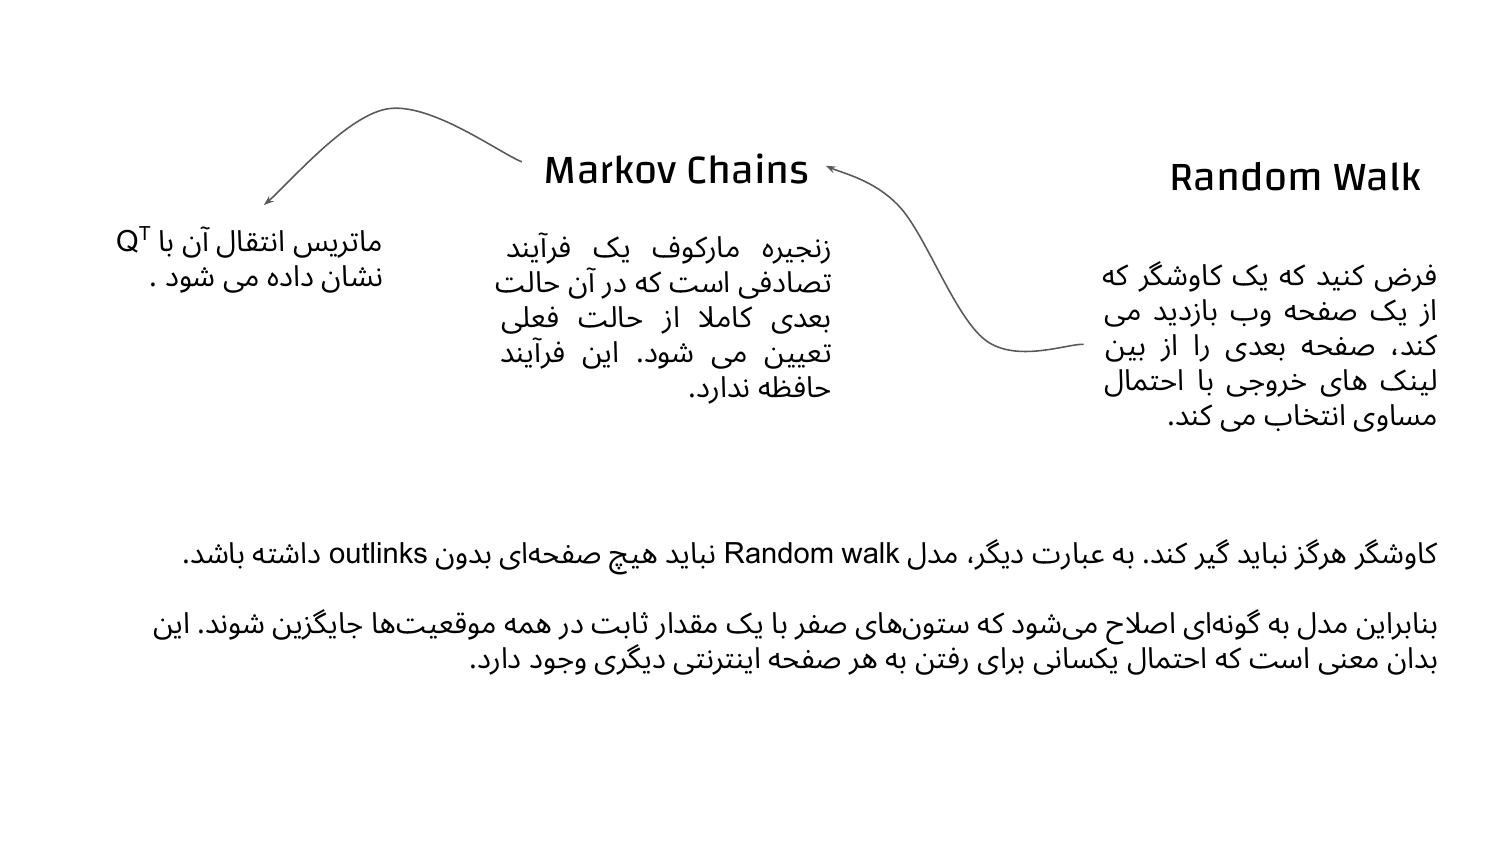 Random Walk
فرض کنید که یک کاوشگر که
از یک صفحه وب بازدید می
کند، صفحه بعدی را از بین
لینک های خروجی با احتمال
مساوی انتخاب می کند.
Markov Chains
زنجیره مارکوف یک فرآیند
تصادفی است که در آن حالت
بعدی کاملا از حالت فعلی
تعیین می شود. این فرآیند
حافظه ندارد.
ماتریس انتقال آن با Qᵀ
نشان داده می شود .
کاوشگر هرگز نباید گیر کند. به عبارت دیگر، مدل Random walk نباید هیچ صفحه‌ای بدون outlinks داشته باشد.
بنابراین مدل به گونه‌ای اصلاح می‌شود که ستون‌های صفر با یک مقدار ثابت در همه موقعیت‌ها جایگزین شوند. این
بدان معنی است که احتمال یکسانی برای رفتن به هر صفحه اینترنتی دیگری وجود دارد.